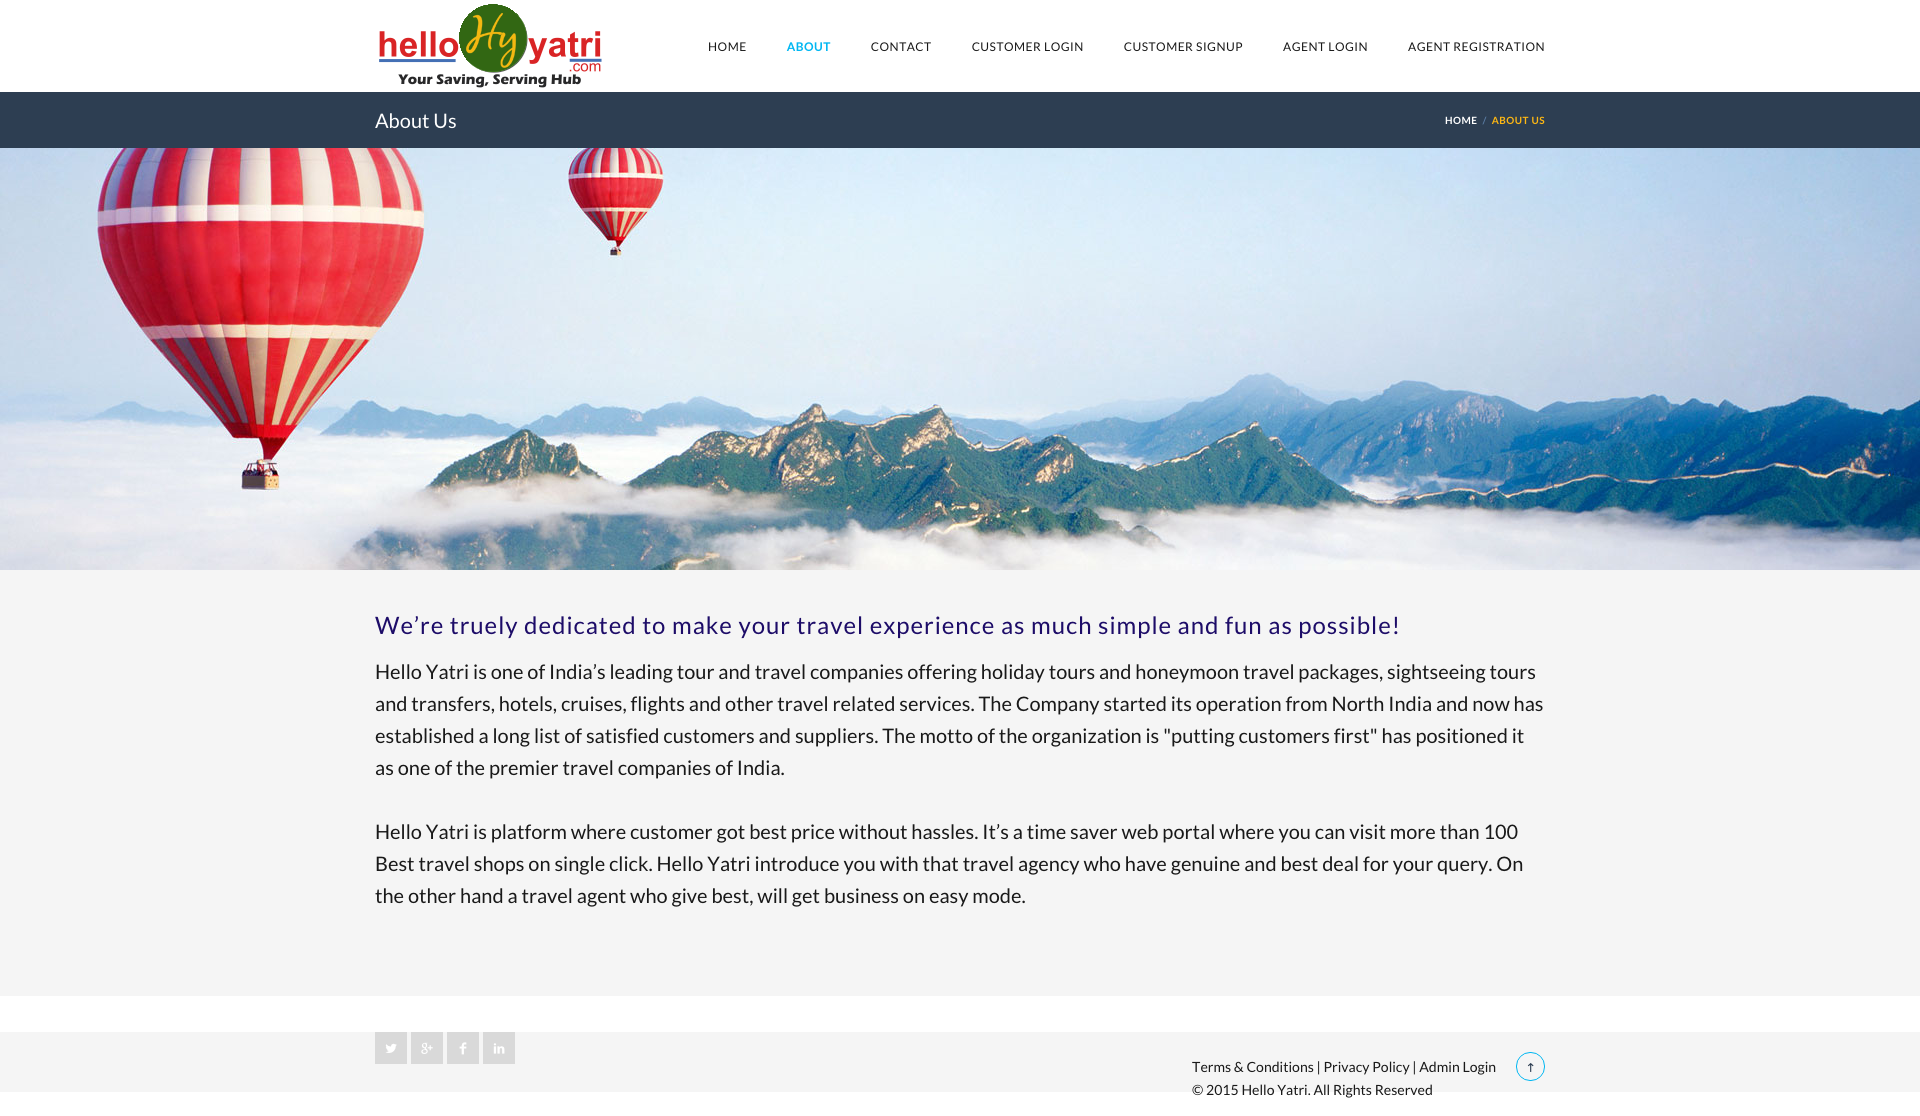 hello Hy yatri
.com
Your Saving, Serving Hub
HOME
ABOUT
CONTACT
CUSTOMER LOGIN
CUSTOMER SIGNUP
AGENT LOGIN
AGENT REGISTRATION
About Us
HOME / ABOUT US
We’re truely dedicated to make your travel experience as much simple and fun as possible!
Hello Yatri is one of India’s leading tour and travel companies offering holiday tours and honeymoon travel packages, sightseeing tours
and transfers, hotels, cruises, flights and other travel related services. The Company started its operation from North India and now has
established a long list of satisfied customers and suppliers. The motto of the organization is "putting customers first" has positioned it
as one of the premier travel companies of India.
Hello Yatri is platform where customer got best price without hassles. It’s a time saver web portal where you can visit more than 100
Best travel shops on single click. Hello Yatri introduce you with that travel agency who have genuine and best deal for your query. On
the other hand a travel agent who give best, will get business on easy mode.
Terms & Conditions | Privacy Policy | Admin Login
© 2015 Hello Yatri. All Rights Reserved